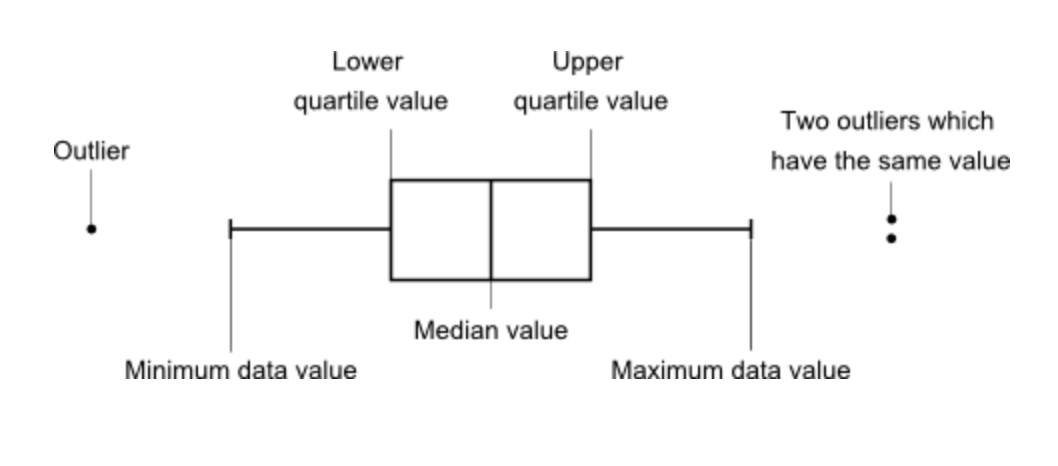 Lower
quartile value
Upper
quartile value
Two outliers which
have the same value
Outlier
Median value
Minimum data value
Maximum data value